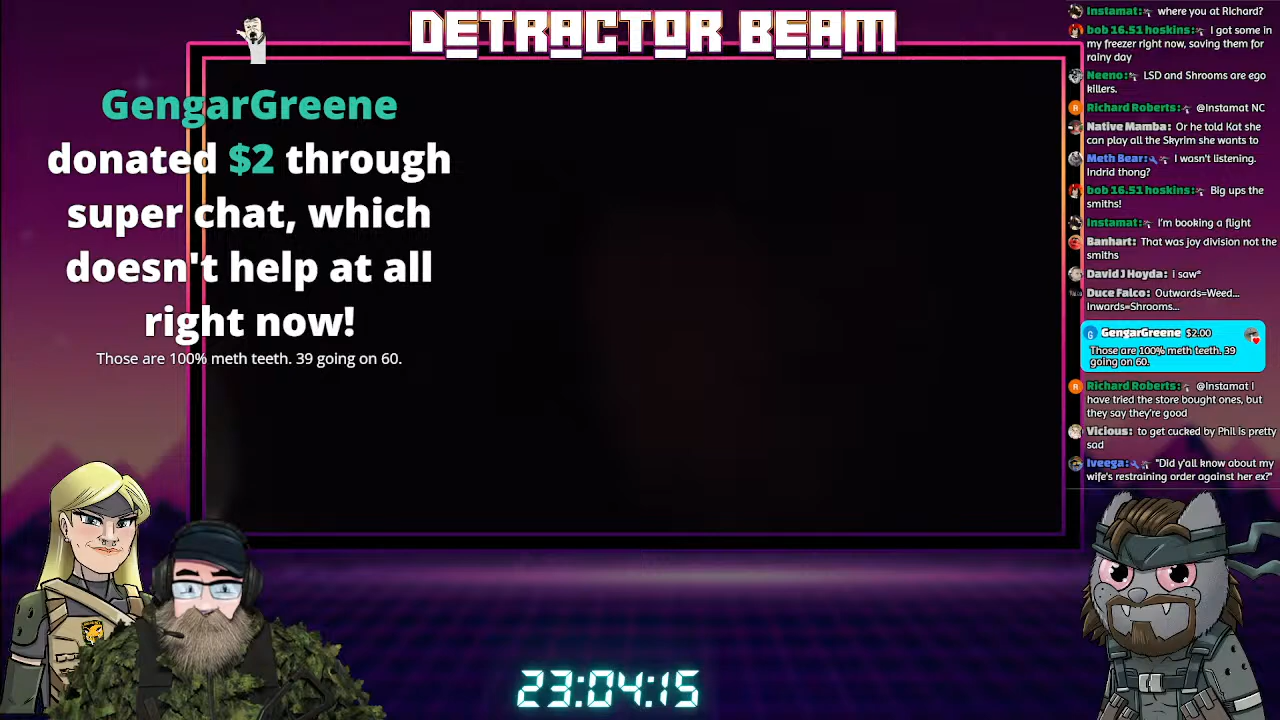 DETRACTOR BEAM
GengarGreene
donated $2 through
super chat, which
doesn't help at all
right now!
Those are 100% meth teeth. 39 going on 60.
Instamat: where you at Richard?
bob 16.51 hoskins: I got some in
my freezer right now, saving them for
rainy day
Neeno: LSD and Shrooms are ego
killers.
Richard Roberts: @Instamat NC
Native Mamba: Or he told Kat she
can play all the Skyrim she wants to
Meth Bear: I wasn't listening.
Indrid thong?
bob 16.51 hoskins: Big ups the
smiths!
Instamat: I'm booking a flight
Banhart: That was joy division not the
smiths
David J Hoyda: I saw*
Duce Falco: Outwards=Weed...
Inwards=Shrooms...
GengarGreene $2.00
Those are 100% meth teeth. 39
going on 60.
Richard Roberts: @Instamat I
have tried the store bought ones, but
they say they're good
Vicious: to get cucked by Phil is pretty
sad
Iveega: "Did y'all know about my
wife's restraining order against her ex?"
23:04:15